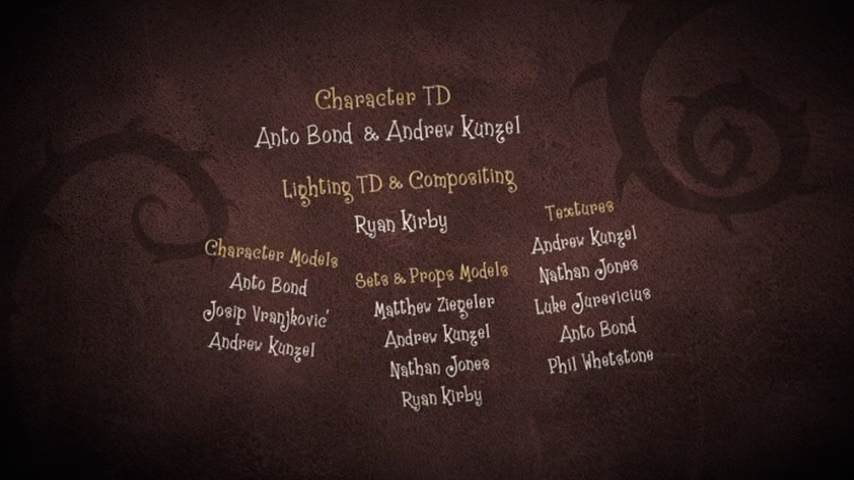 Character TD
Anto Bond & Andrew Kunzel
Lighting TD & Compositing
Ryan Kirby
Character Models
Anto Bond
Josip Vranjkovic'
Andrew Kunzel
Sets & Props Models
Matthew Ziegeler
Andrew Kunzel
Nathan Jones
Ryan Kirby
Textures
Andrew Kunzel
Nathan Jones
Luke Jurevicius
Anto Bond
Phil Whetstone